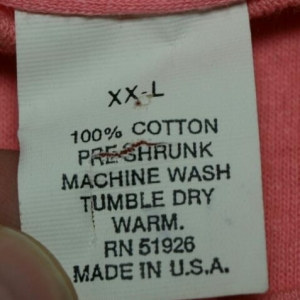 XX-L
100% COTTON
PRE-SHRUNK
MACHINE WASH
TUMBLE DRY
WARM.
RN 51926
MADE IN U.S.A.